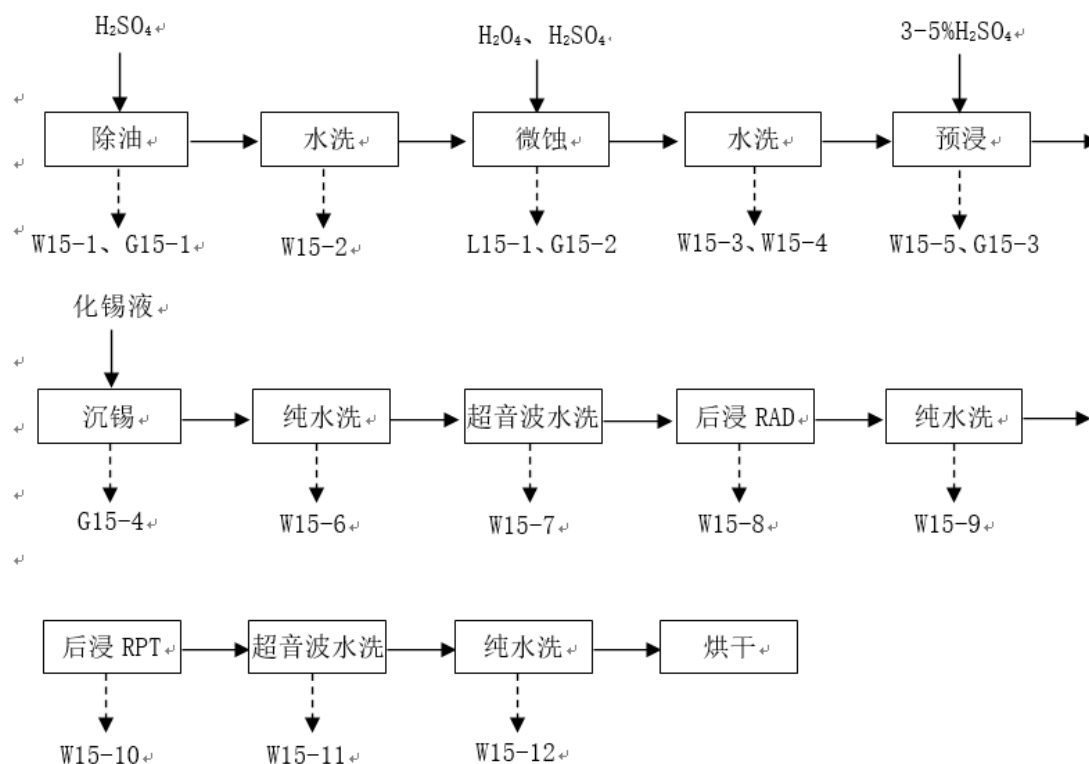 H₂SO₄
H₂O₄、H₂SO₄
3-5%H₂SO₄
除油 水洗 微蚀 水洗 预浸
W15-1、G15-1 W15-2 L15-1、G15-2 W15-3、W15-4 W15-5、G15-3
化锡液
沉锡 纯水洗 超音波水洗 后浸 RAD 纯水洗
G15-4 W15-6 W15-7 W15-8 W15-9
后浸 RPT 超音波水洗 纯水洗 烘干
W15-10 W15-11 W15-12